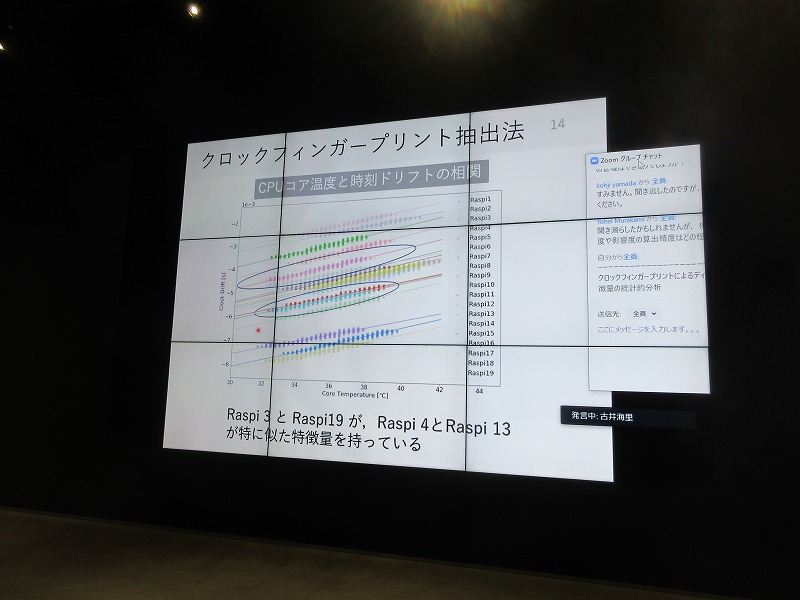 クロックフィンガープリント抽出法
14
CPUコア温度と時刻ドリフトの相関
1e−3
−2
−3
−4
−5
−6
−7
−8
Clock Drift [s]
30
32
34
36
38
40
42
44
Core Temperature [℃]
Raspi1
Raspi2
Raspi3
Raspi4
Raspi5
Raspi6
Raspi7
Raspi8
Raspi9
Raspi10
Raspi11
Raspi12
Raspi13
Raspi14
Raspi15
Raspi16
Raspi17
Raspi18
Raspi19
Raspi 3 と Raspi19 が，Raspi 4とRaspi 13
が特に似た特徴量を持っている
Zoom グループ チャット
kohji yamada から 全員:
すみません。聞き逃したのですが、
ください。
Yohei Murakami から 全員:
聞き漏らしたかもしれませんが、
度や影響度の算出精度はどの程
自分から全員:
クロックフィンガープリントによるデ
徴量の統計的分析
送信先: 全員
ここにメッセージを入力します。。。
発言中: 古井海里